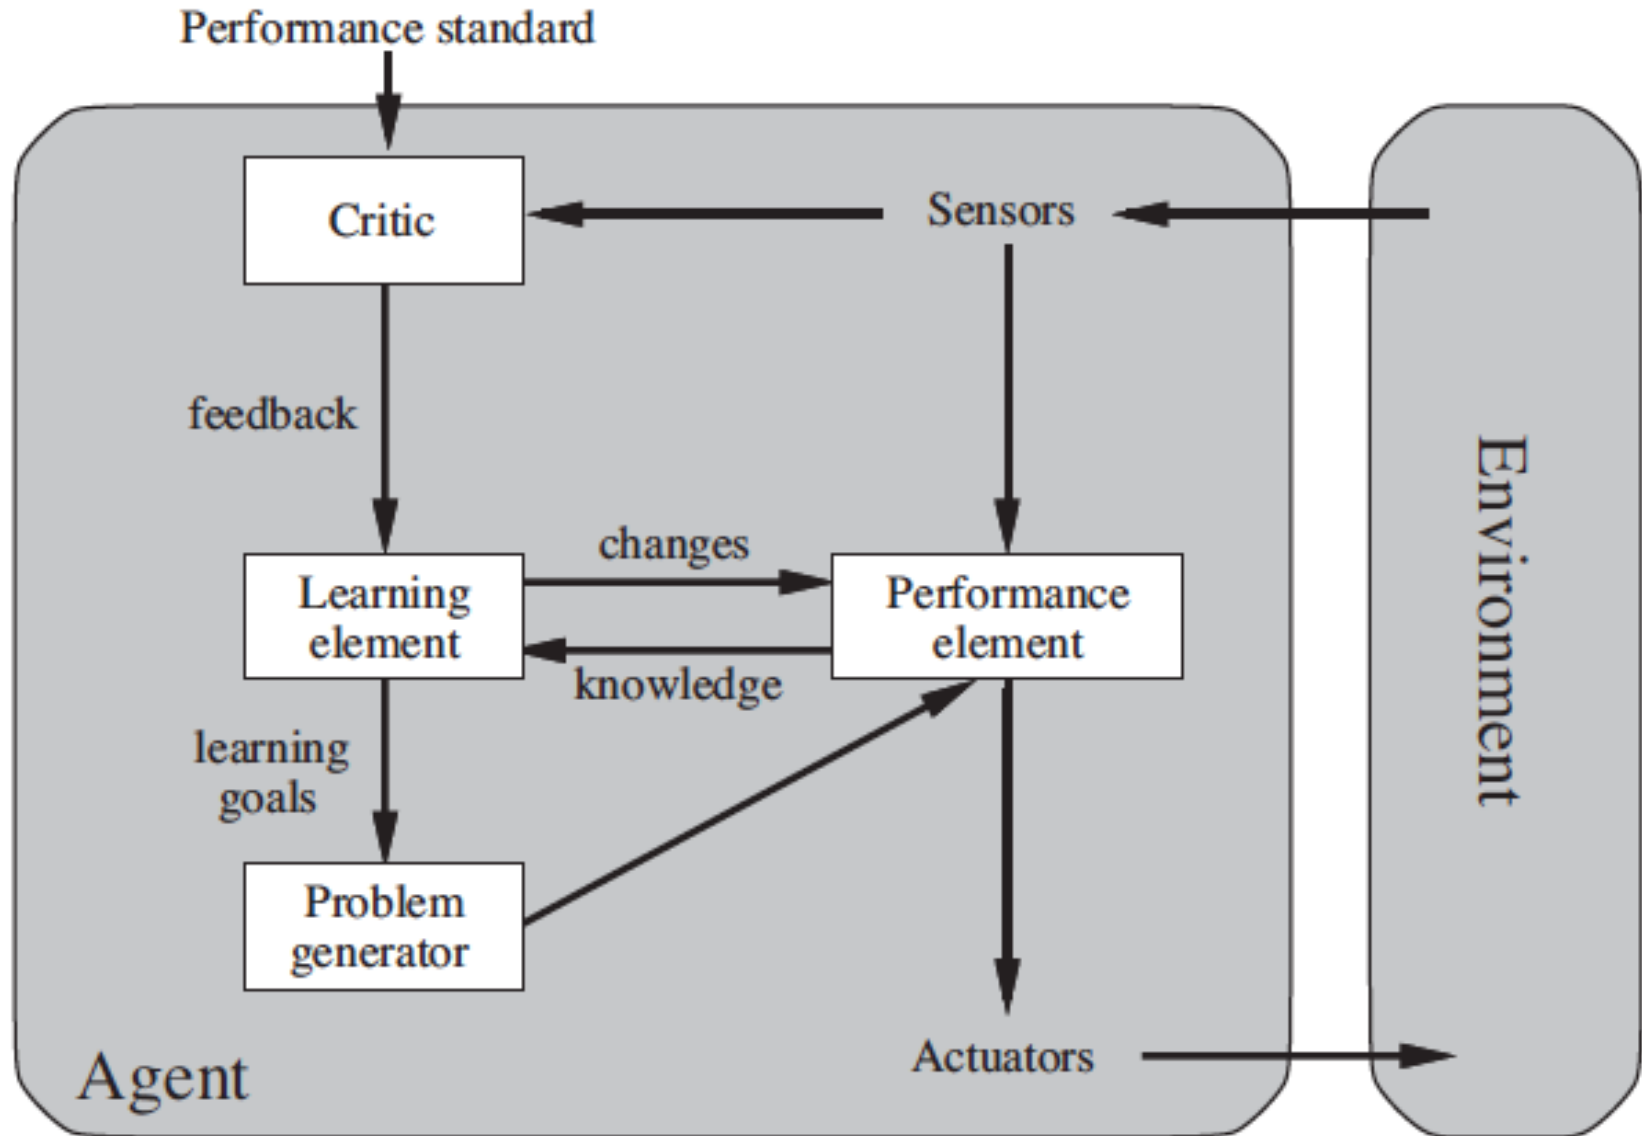 Performance standard
Critic
Sensors
feedback
changes
Learning
element
Performance
element
knowledge
learning
goals
Problem
generator
Agent
Actuators
Environment